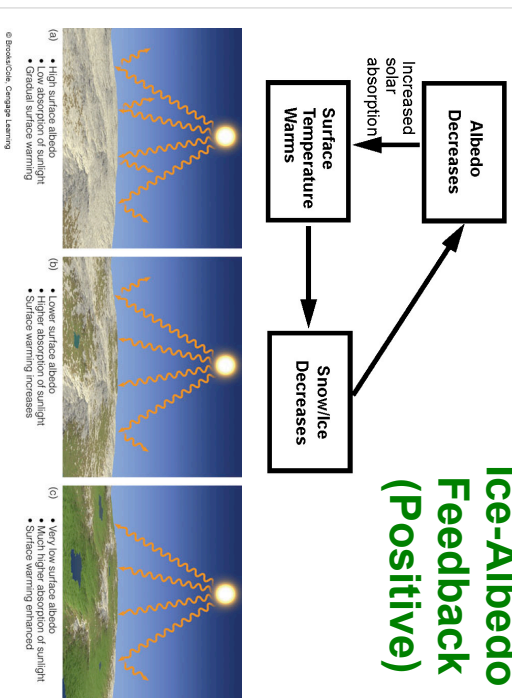 Ice-Albedo
Feedback
(Positive)
Albedo
Decreases
Increased
solar
absorption
Surface
Temperature
Warms
Snow/Ice
Decreases
(a)
• High surface albedo
• Low absorption of sunlight
• Gradual surface warming
(b)
• Lower surface albedo
• Higher absorption of sunlight
• Surface warming increases
(c)
• Very low surface albedo
• Much higher absorption of sunlight
• Surface warming enhanced
© Brooks/Cole, Cengage Learning